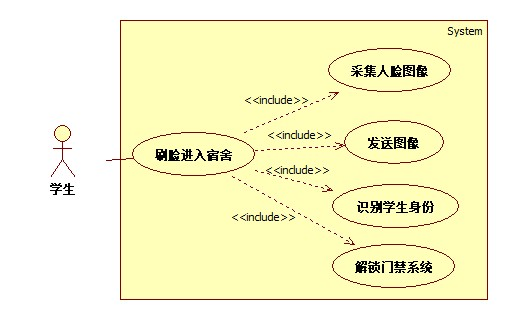 System
采集人脸图像
<<include>>
发送图像
<<include>>
刷脸进入宿舍
<<include>>
学生
识别学生身份
<<include>>
解锁门禁系统